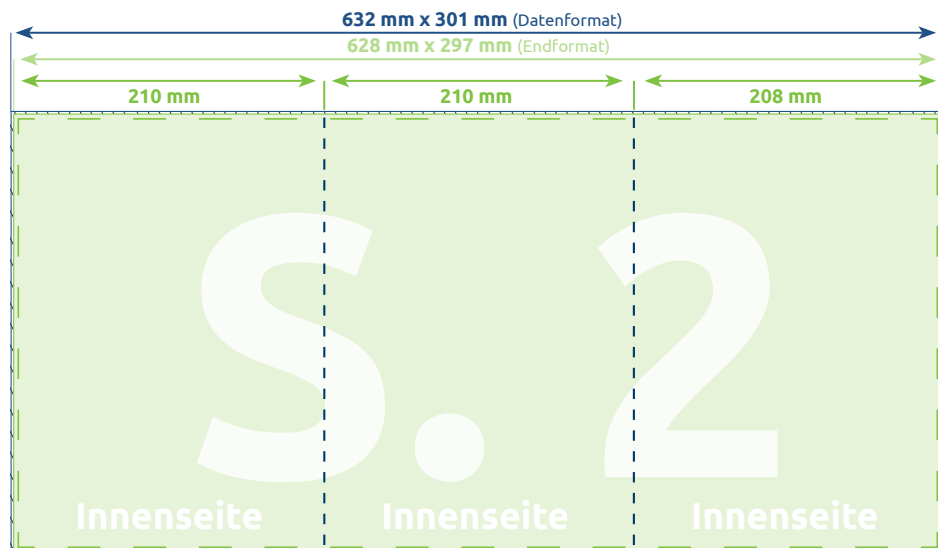 632 mm x 301 mm (Datenformat)
628 mm x 297 mm (Endformat)
210 mm 210 mm 208 mm
S. 2
Innenseite Innenseite Innenseite